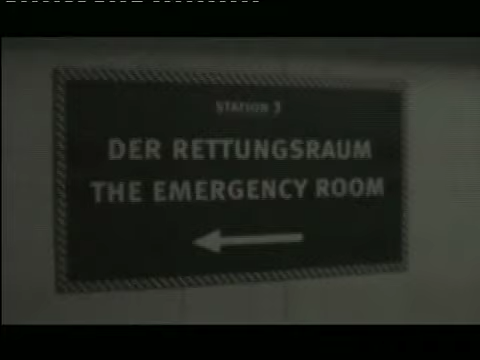 STATION 3
DER RETTUNGSRAUM
THE EMERGENCY ROOM